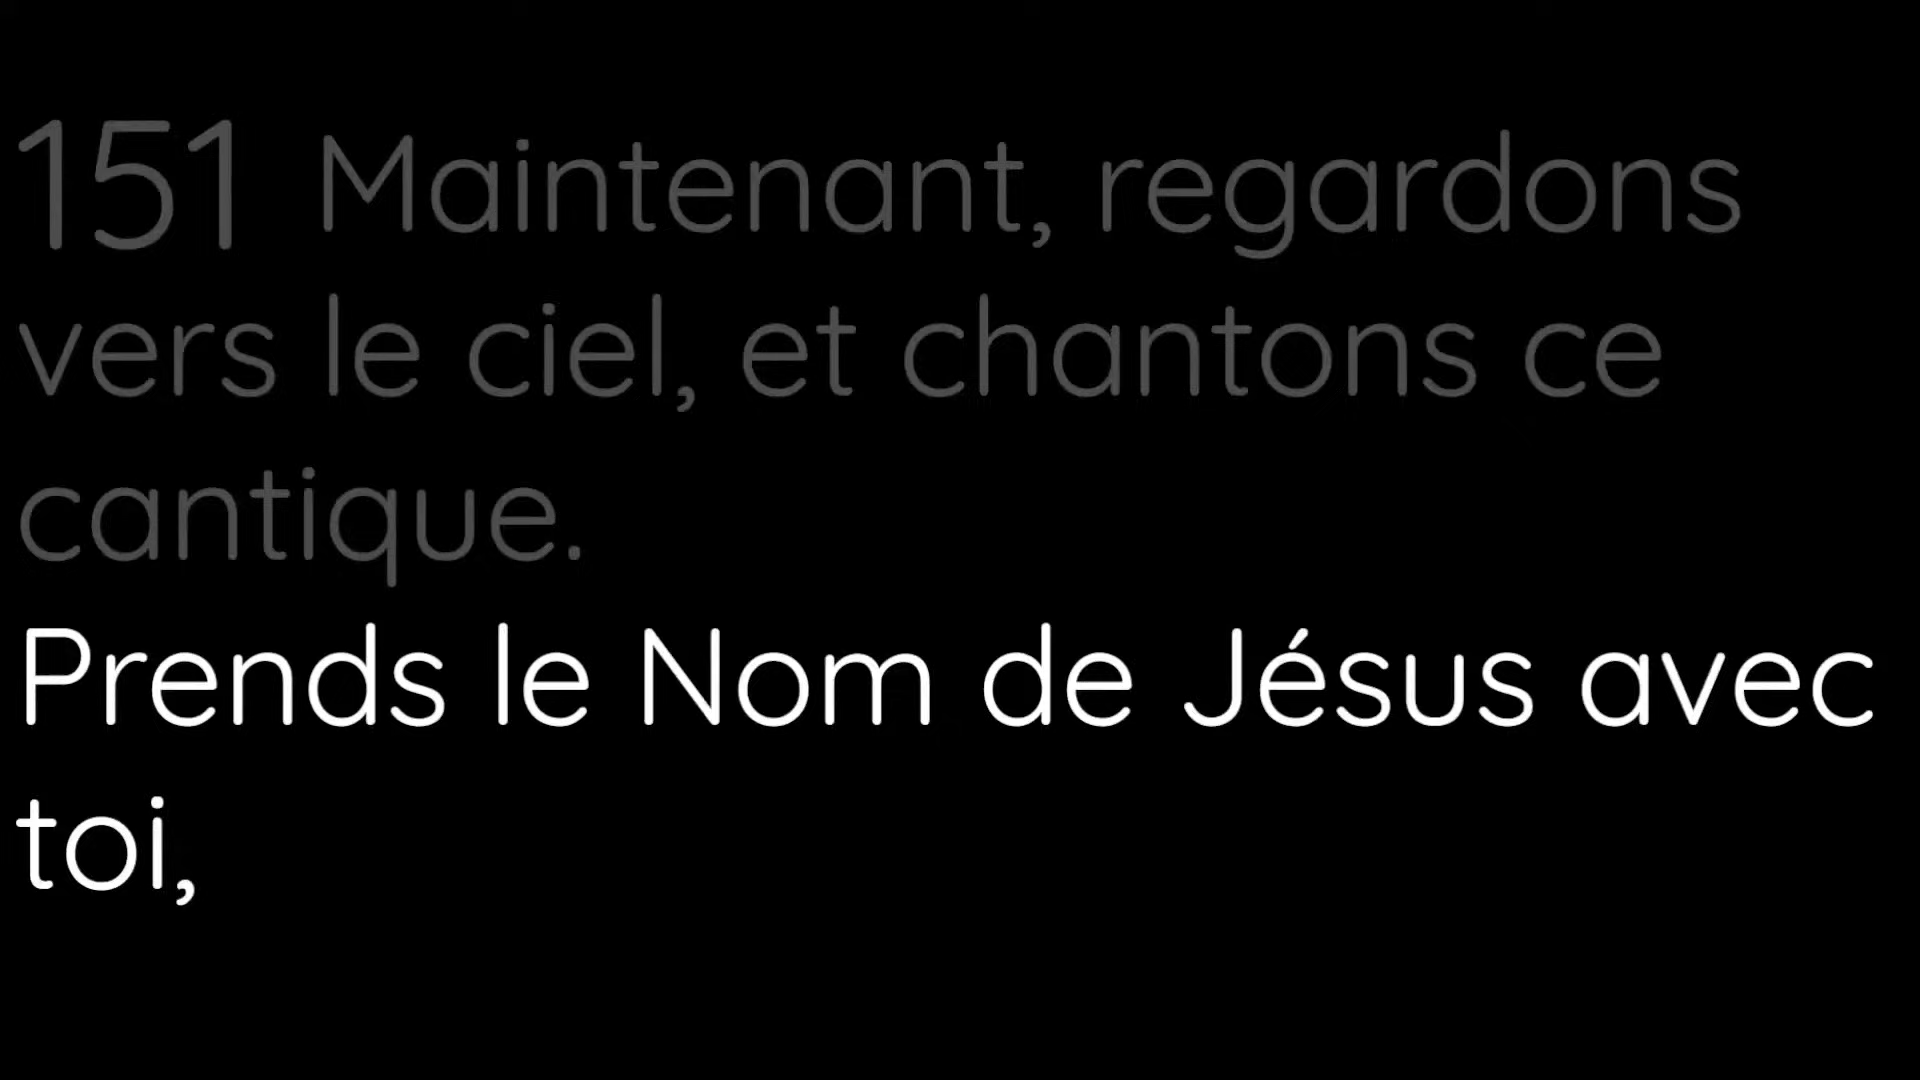 151 Maintenant, regardons
vers le ciel, et chantons ce
cantique.
Prends le Nom de Jésus avec
toi,